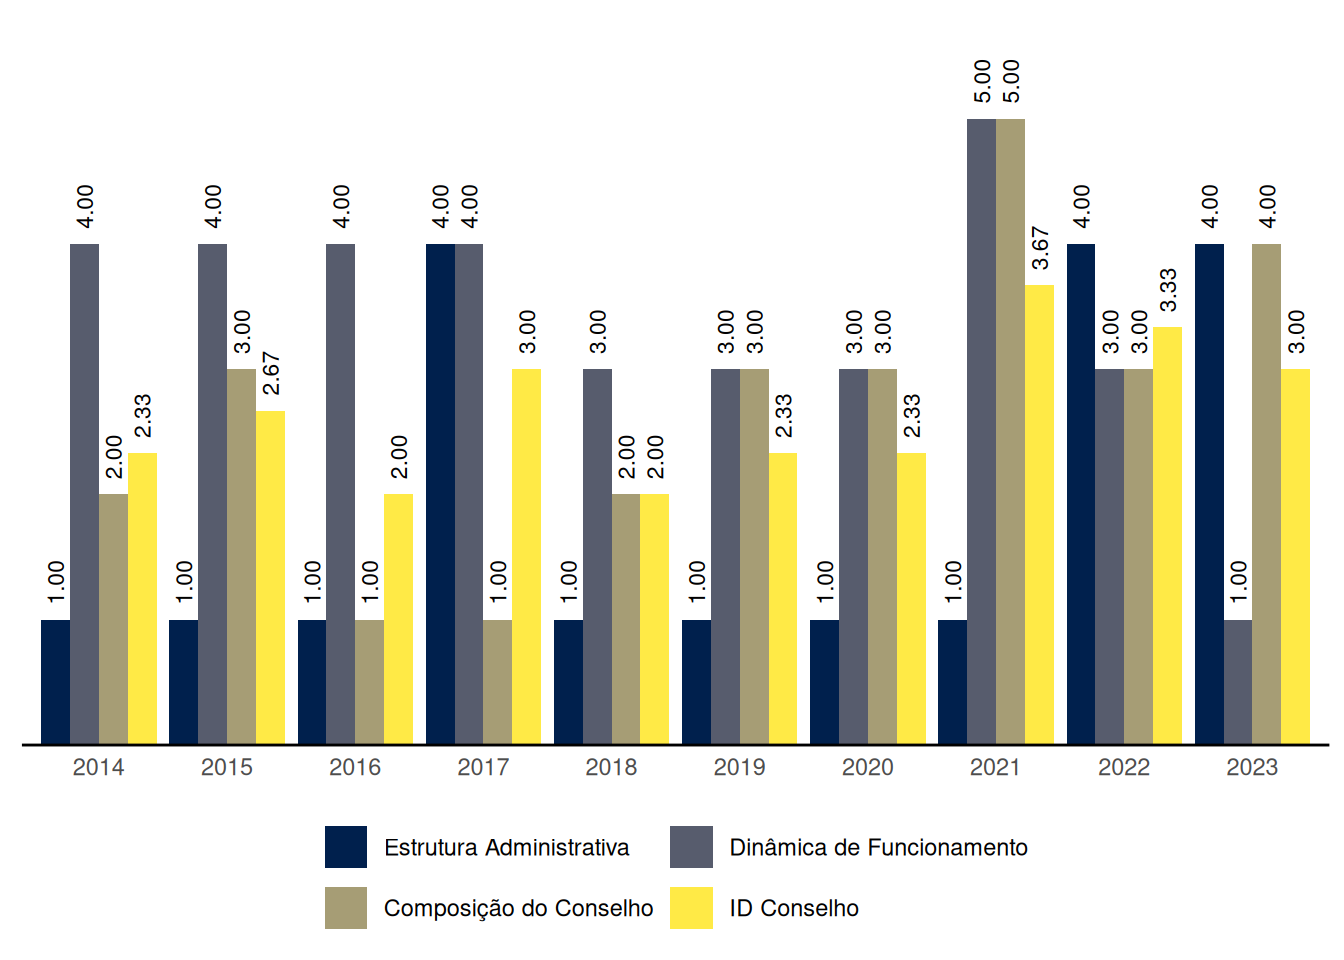 5.00 5.00
4.00 4.00 4.00 4.00 4.00 3.67 4.00 4.00 4.00
3.00 2.67 3.00 3.00 3.00 3.00 3.00 3.00 3.00 3.00 3.33 3.00
2.00 2.33 2.00 2.00 2.00 2.33 2.33
1.00 1.00 1.00 1.00 1.00 1.00 1.00 1.00 1.00 1.00
2014 2015 2016 2017 2018 2019 2020 2021 2022 2023
Estrutura Administrativa Dinâmica de Funcionamento
Composição do Conselho ID Conselho